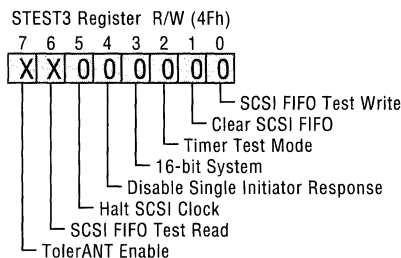 STEST3 Register R/W (4Fh)
7 6 5 4 3 2 1 0
X X 0 0 0 0 0 0
SCSI FIFO Test Write
Clear SCSI FIFO
Timer Test Mode
16-bit System
Disable Single Initiator Response
Halt SCSI Clock
SCSI FIFO Test Read
TolerANT Enable